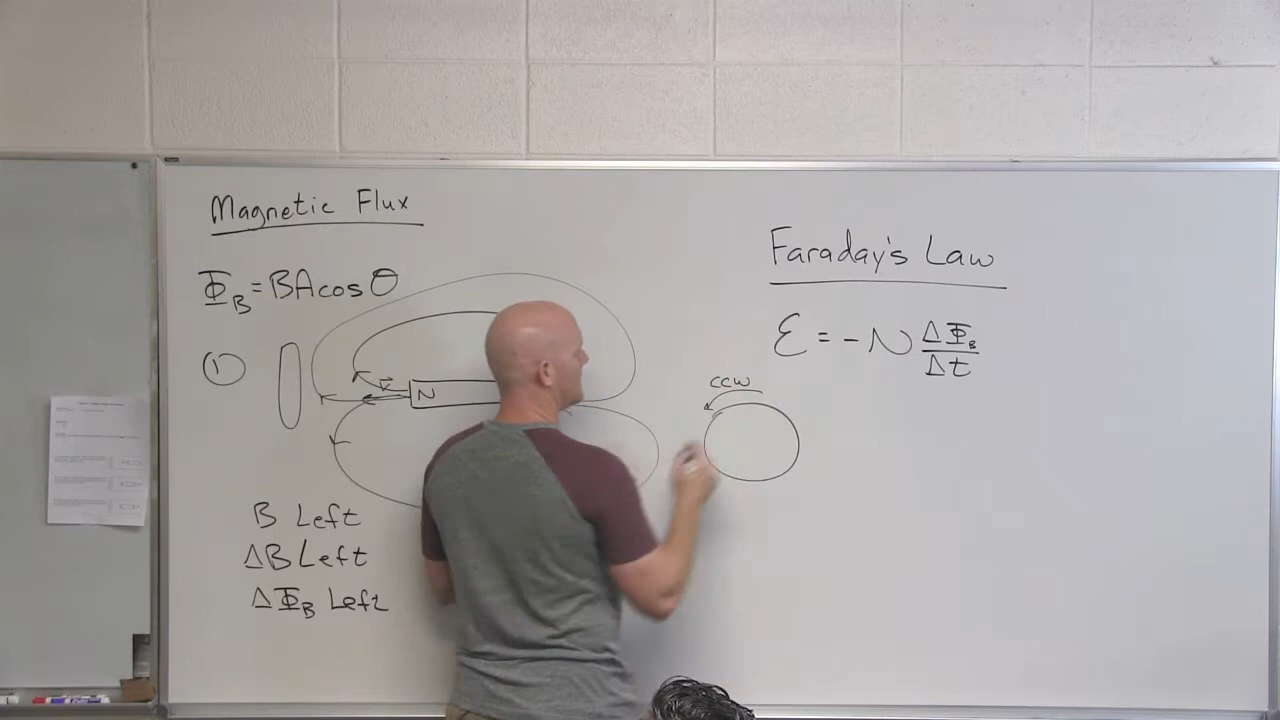 Magnetic Flux
Φ_B = BAcosθ
①
v⃗
N
B Left
ΔB Left
ΔΦ_B Left
Faraday's Law
ℰ = -N ΔΦ_B/Δt
CCW